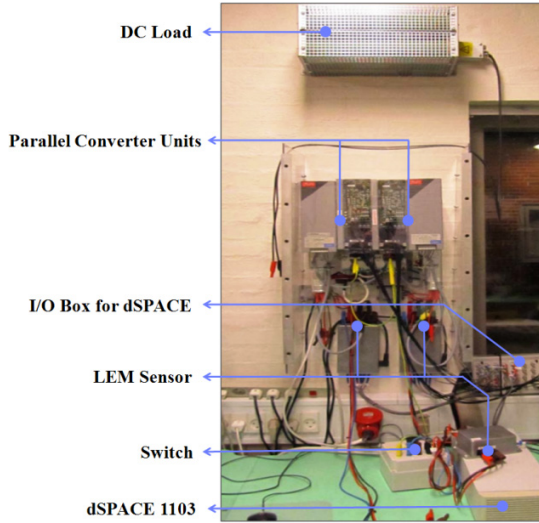 DC Load
Parallel Converter Units
I/O Box for dSPACE
LEM Sensor
Switch
dSPACE 1103